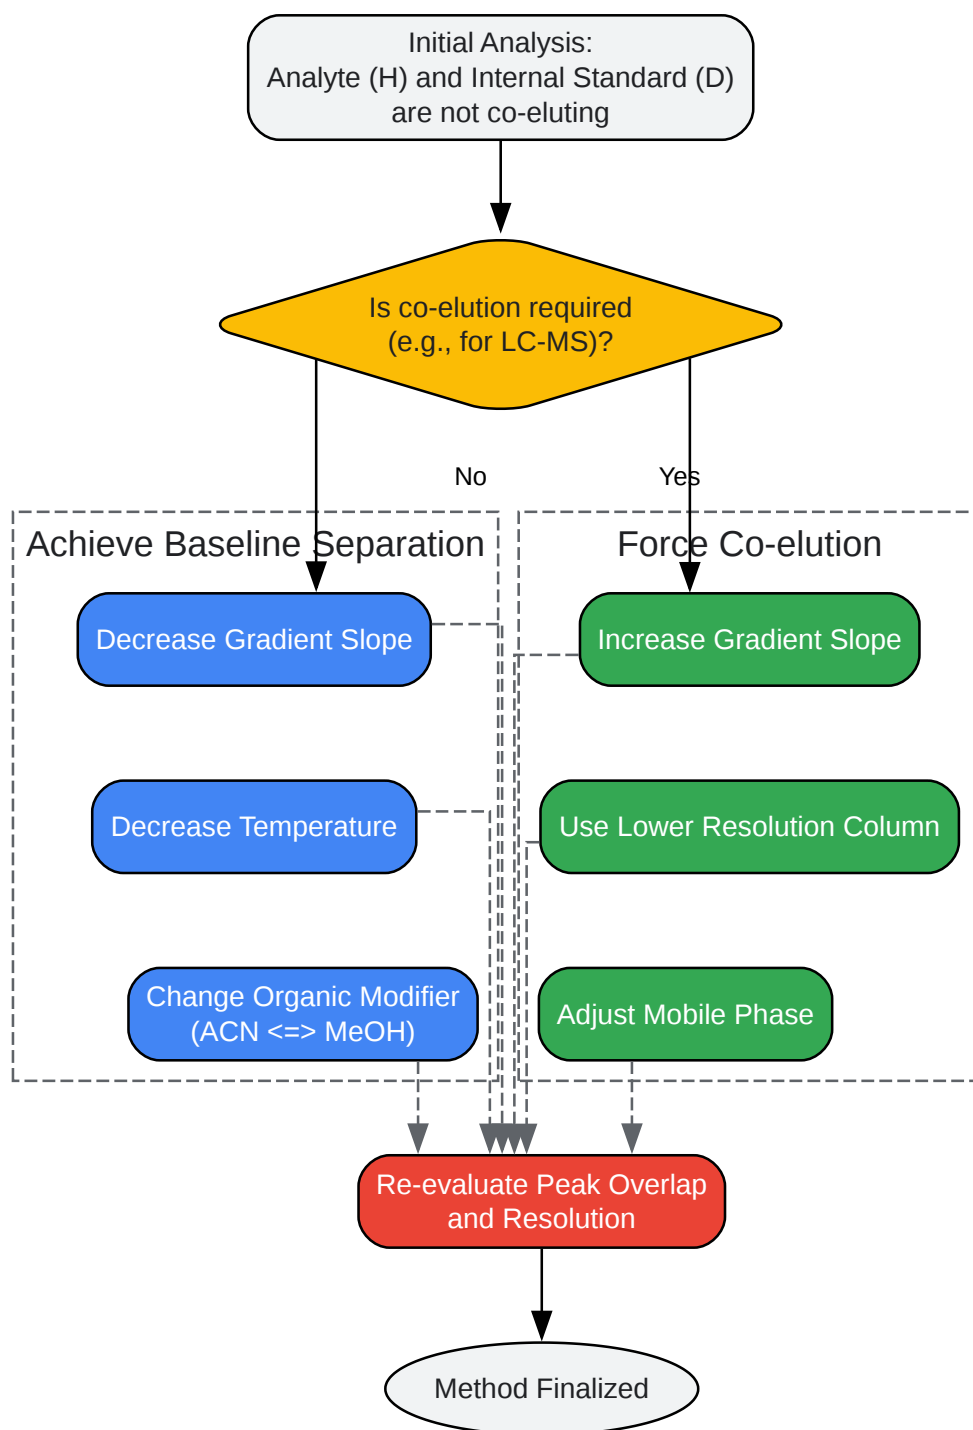 Initial Analysis:
Analyte (H) and Internal Standard (D)
are not co-eluting
Is co-elution required
(e.g., for LC-MS)?
No
Yes
Achieve Baseline Separation
Force Co-elution
Decrease Gradient Slope
Increase Gradient Slope
Decrease Temperature
Use Lower Resolution Column
Change Organic Modifier
(ACN <=> MeOH)
Adjust Mobile Phase
Re-evaluate Peak Overlap
and Resolution
Method Finalized